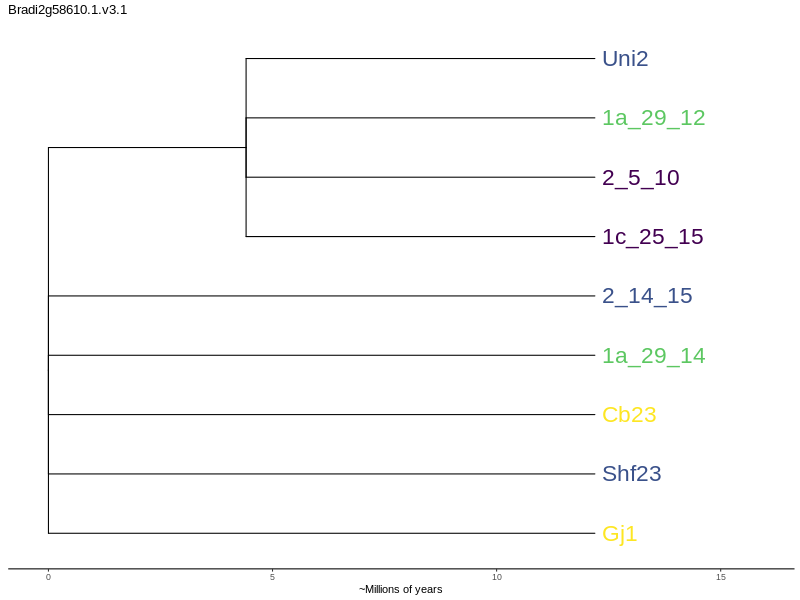 Bradi2g58610.1.v3.1
Uni2
1a_29_12
2_5_10
1c_25_15
2_14_15
1a_29_14
Cb23
Shf23
Gj1
0 5 10 15
~Millions of years